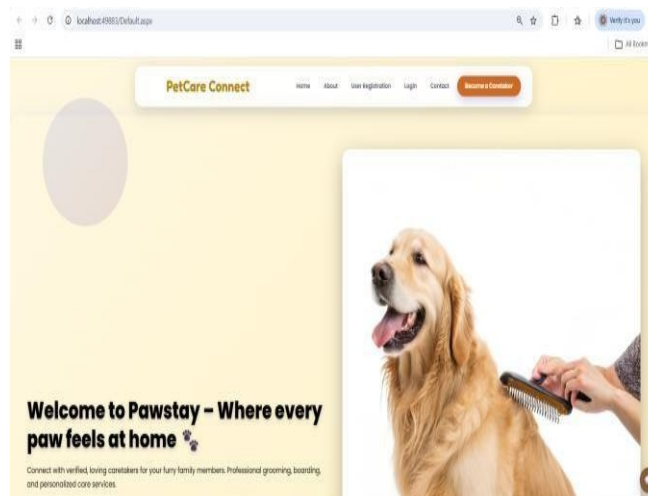 localhost:49883/Default.aspx
Verify it's you
All Bookm
PetCare Connect
Home About User Registration Login Contact Become a Caretaker
Welcome to Pawstay – Where every
paw feels at home 🐾
Connect with verified, loving caretakers for your furry family members. Professional grooming, boarding,
and personalized care services.